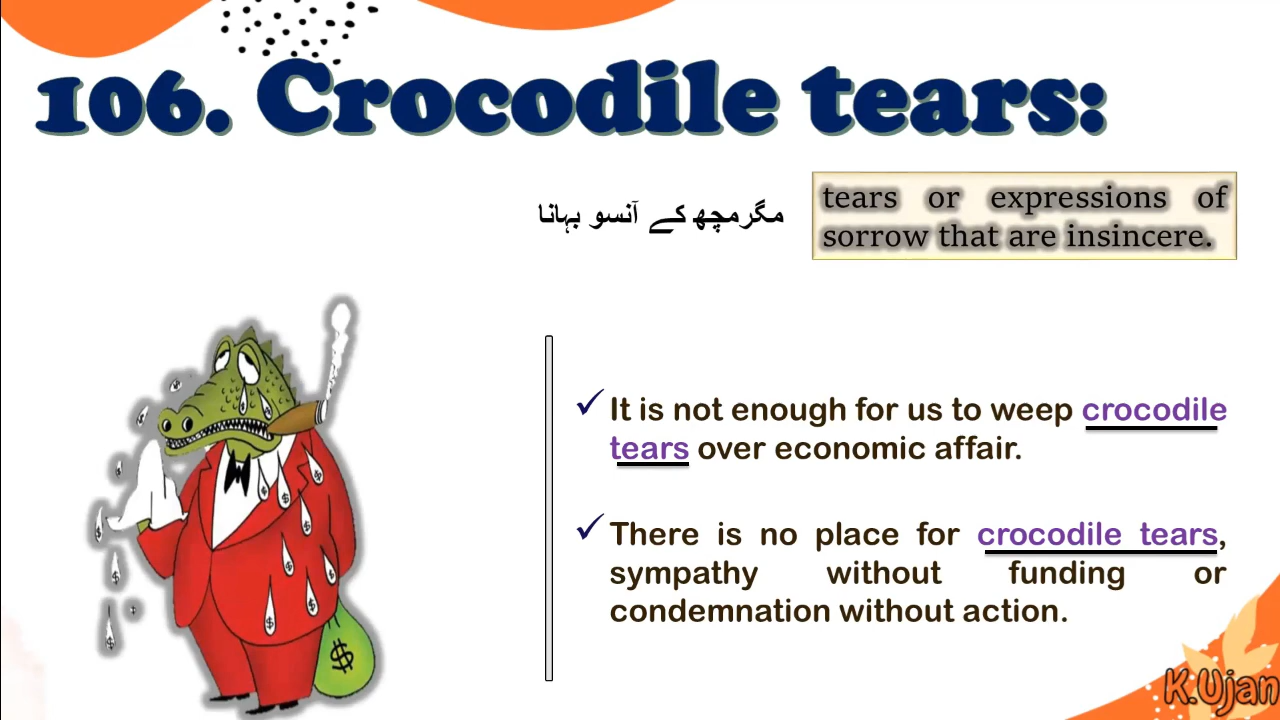 106. Crocodile tears:
مگرمچھ کے آنسو بہانا
tears or expressions of
sorrow that are insincere.
It is not enough for us to weep crocodile
tears over economic affair.
There is no place for crocodile tears,
sympathy without funding or
condemnation without action.
$
K.Ujan